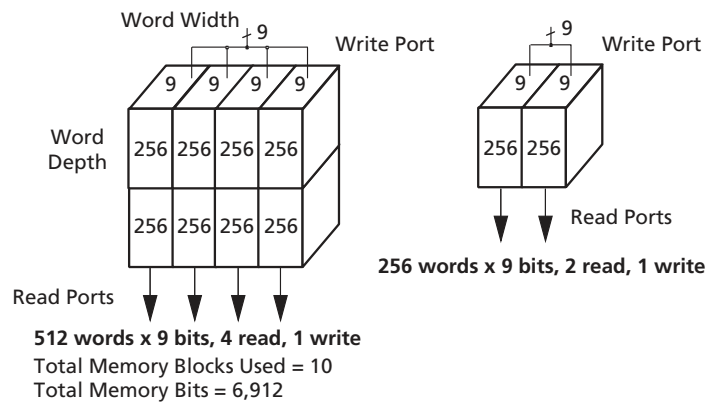 Word Width
9
Write Port
9 9 9 9
Word
Depth
256 256 256 256
256 256 256 256
Read Ports
512 words x 9 bits, 4 read, 1 write
Total Memory Blocks Used = 10
Total Memory Bits = 6,912
9
Write Port
9 9
256 256
Read Ports
256 words x 9 bits, 2 read, 1 write